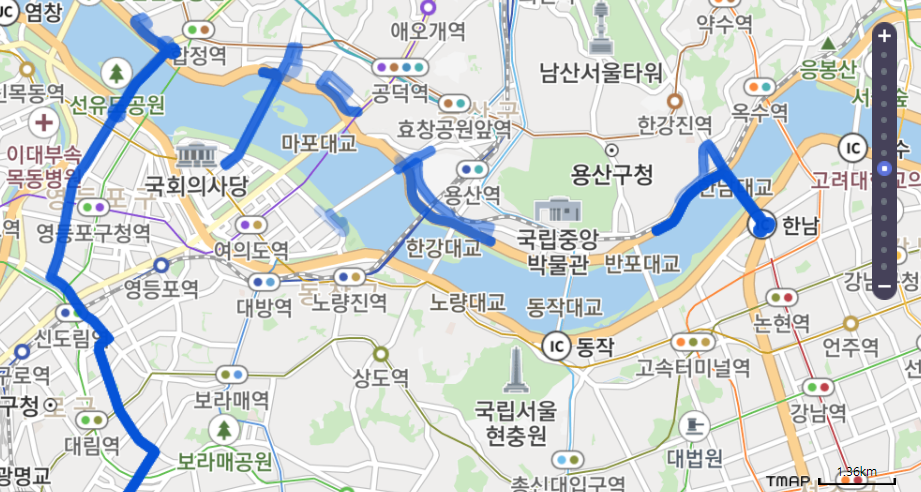 JC 염창
합정역
애오개역
약수역
남산서울타워
응봉산
선유도공원
공덕역
옥수역
마포대교
효창공원앞역
한강진역
IC
이대부속
목동병원
국회의사당
용산역
용산구청
한남대교
영등포구청역
여의도역
한강대교
국립중앙
박물관
반포대교
한남
영등포역
대방역
노량진역
노량대교
동작대교
신도림역
IC 동작
논현역
언주역
고속터미널역
상도역
보라매역
국립서울
현충원
강남역
대림역
보라매공원
대법원
광명교
총신대입구역
TMAP
1.36km